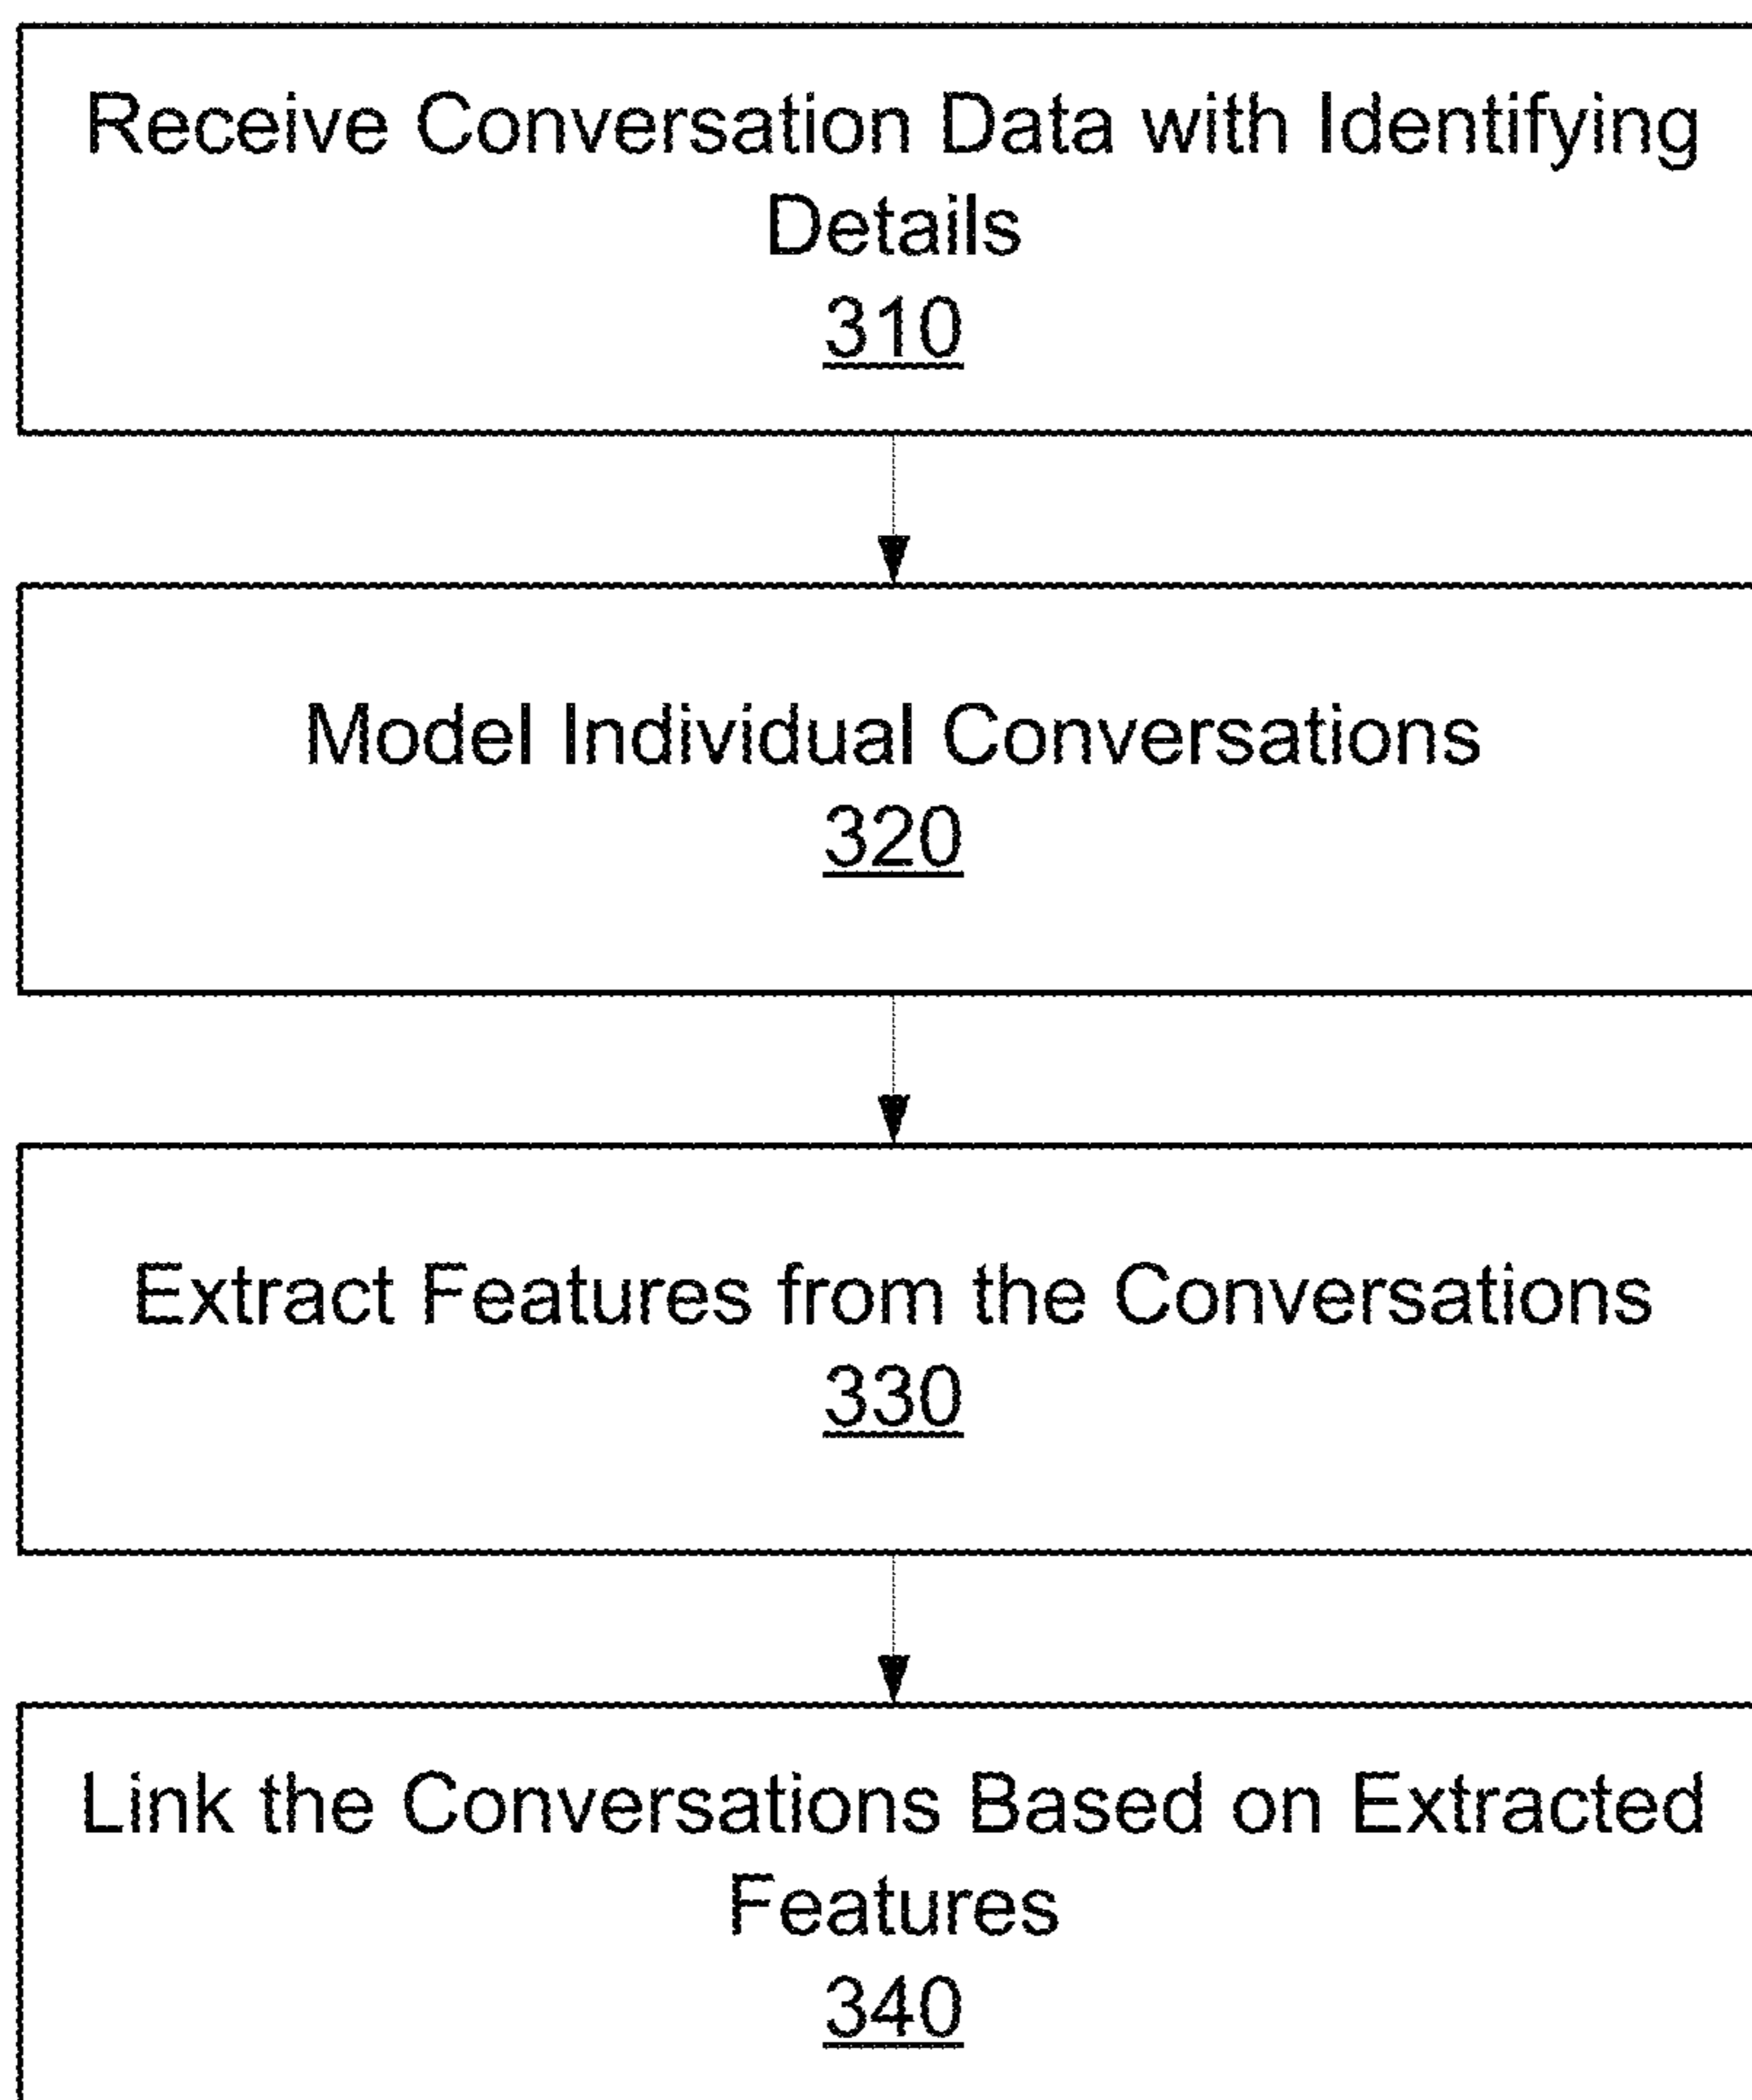 Receive Conversation Data with Identifying
Details
310
Model Individual Conversations
320
Extract Features from the Conversations
330
Link the Conversations Based on Extracted
Features
340